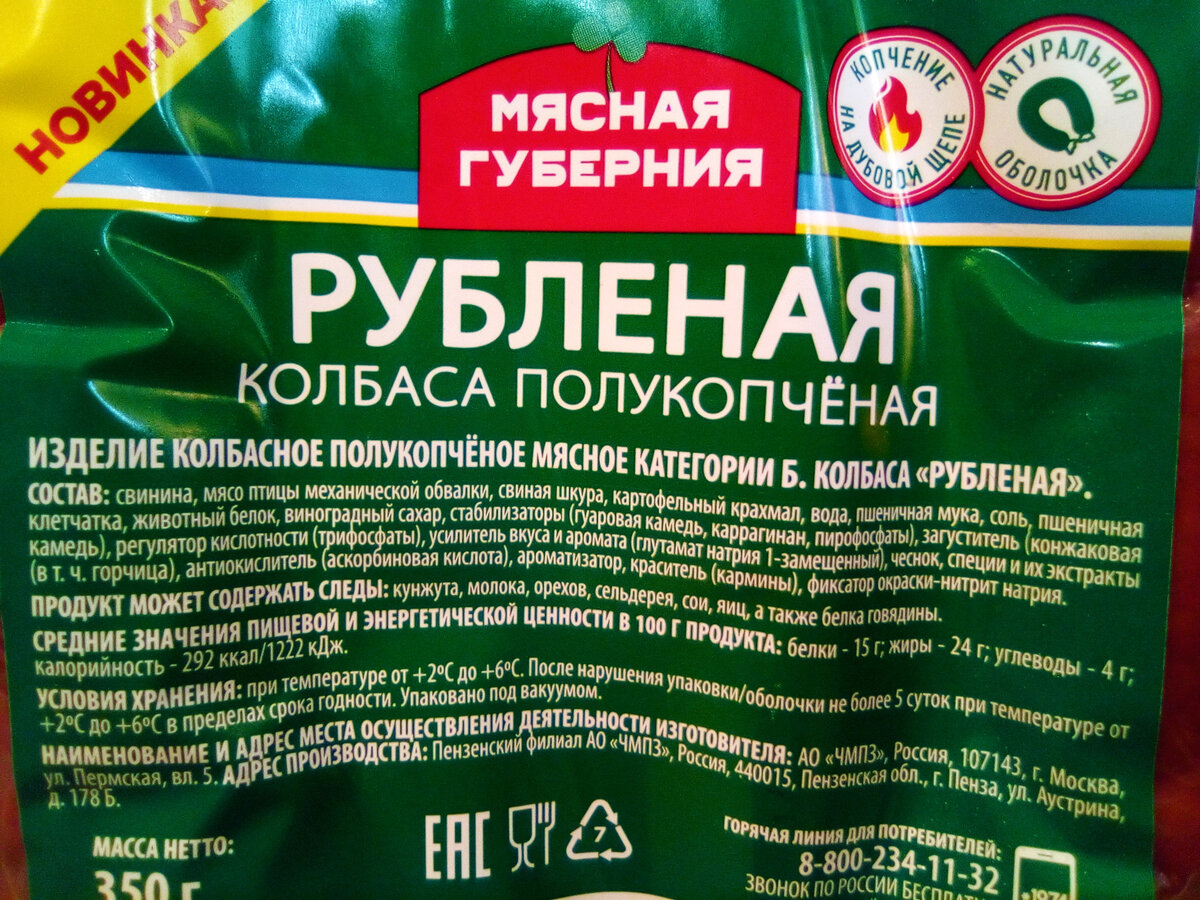 НОВИНКА
МЯСНАЯ
ГУБЕРНИЯ
КОПЧЕНИЕ
НА ДУБОВОЙ ЩЕПЕ
НАТУРАЛЬНАЯ
ОБОЛОЧКА
РУБЛЕНАЯ
КОЛБАСА ПОЛУКОПЧЁНАЯ
ИЗДЕЛИЕ КОЛБАСНОЕ ПОЛУКОПЧЁНОЕ МЯСНОЕ КАТЕГОРИИ Б. КОЛБАСА «РУБЛЕНАЯ».
СОСТАВ: свинина, мясо птицы механической обвалки, свиная шкура, картофельный крахмал, вода, пшеничная мука, соль, пшеничная
клетчатка, животный белок, виноградный сахар, стабилизаторы (гуаровая камедь, каррагинан, пирофосфаты), загуститель (конжаковая
камедь), регулятор кислотности (трифосфаты), усилитель вкуса и аромата (глутамат натрия 1-замещенный), чеснок, специи и их экстракты
(в т. ч. горчица), антиокислитель (аскорбиновая кислота), ароматизатор, краситель (кармины), фиксатор окраски-нитрит натрия.
ПРОДУКТ МОЖЕТ СОДЕРЖАТЬ СЛЕДЫ: кунжута, молока, орехов, сельдерея, сои, яиц, а также белка говядины.
СРЕДНИЕ ЗНАЧЕНИЯ ПИЩЕВОЙ И ЭНЕРГЕТИЧЕСКОЙ ЦЕННОСТИ В 100 Г ПРОДУКТА: белки - 15 г; жиры - 24 г; углеводы - 4 г;
калорийность - 292 ккал/1222 кДж.
УСЛОВИЯ ХРАНЕНИЯ: при температуре от +2ºС до +6ºС. После нарушения упаковки/оболочки не более 5 суток при температуре от
+2ºС до +6ºС в пределах срока годности. Упаковано под вакуумом.
НАИМЕНОВАНИЕ И АДРЕС МЕСТА ОСУЩЕСТВЛЕНИЯ ДЕЯТЕЛЬНОСТИ ИЗГОТОВИТЕЛЯ: АО «ЧМПЗ», Россия, 107143, г. Москва,
ул. Пермская, вл. 5. АДРЕС ПРОИЗВОДСТВА: Пензенский филиал АО «ЧМПЗ», Россия, 440015, Пензенская обл., г. Пенза, ул. Аустрина,
д. 178 Б.
МАССА НЕТТО:
350 г
ЕАС
7
ГОРЯЧАЯ ЛИНИЯ ДЛЯ ПОТРЕБИТЕЛЕЙ:
8-800-234-11-32
ЗВОНОК ПО РОССИИ